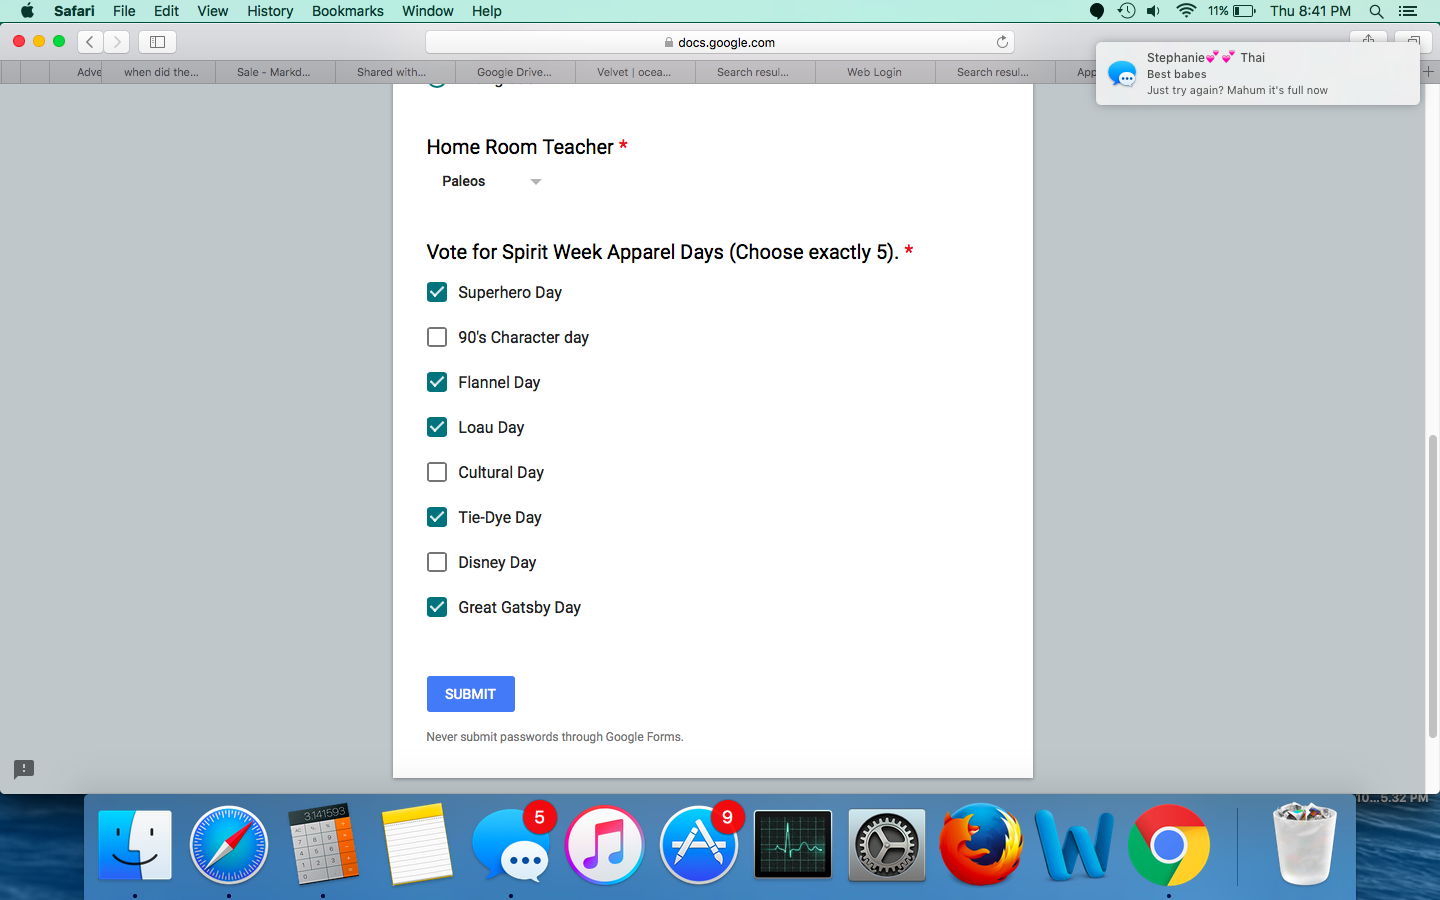 Safari File Edit View History Bookmarks Window Help
11% Thu 8:41 PM
docs.google.com
Adve
when did the...
Sale - Markd...
Shared with...
Google Drive...
Velvet | ocea...
Search resul...
Web Login
Search resul...
App
Stephanie💕💕 Thai
Best babes
Just try again? Mahum it's full now
Home Room Teacher *
Paleos
Vote for Spirit Week Apparel Days (Choose exactly 5). *
Superhero Day
90's Character day
Flannel Day
Loau Day
Cultural Day
Tie-Dye Day
Disney Day
Great Gatsby Day
SUBMIT
Never submit passwords through Google Forms.
10...5.32 PM
3.141593
5
9